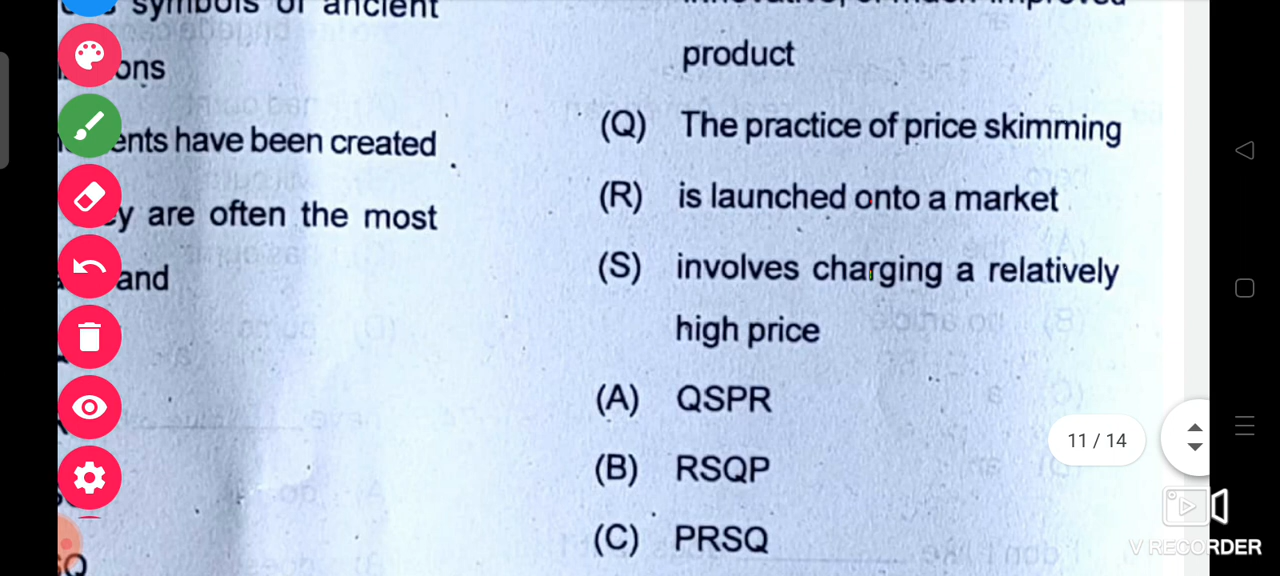 symbols of ancient
ons
ents have been created
are often the most
and
product
(Q) The practice of price skimming
(R) is launched onto a market
(S) involves charging a relatively
high price
(A) QSPR
(B) RSQP
(C) PRSQ
11 / 14
V RECORDER